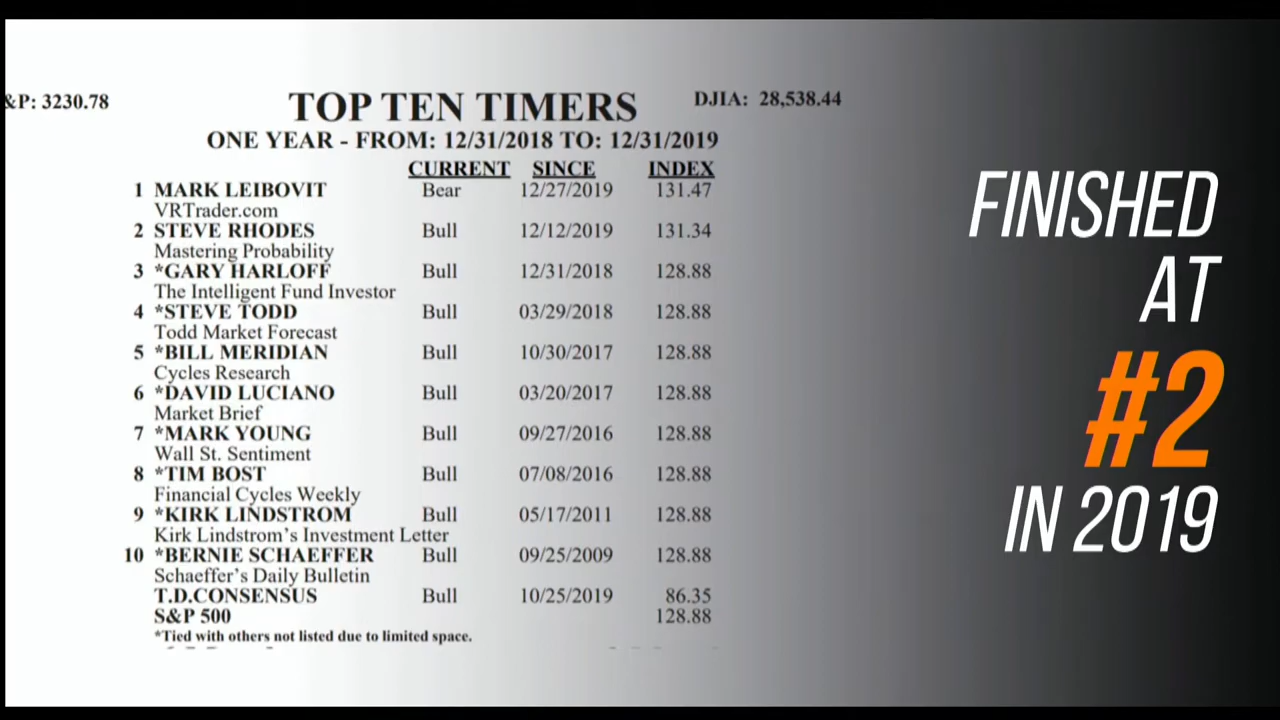 &P: 3230.78
TOP TEN TIMERS
DJIA: 28,538.44
ONE YEAR - FROM: 12/31/2018 TO: 12/31/2019
CURRENT SINCE INDEX
1 MARK LEIBOVIT Bear 12/27/2019 131.47
VRTrader.com
2 STEVE RHODES Bull 12/12/2019 131.34
Mastering Probability
3 *GARY HARLOFF Bull 12/31/2018 128.88
The Intelligent Fund Investor
4 *STEVE TODD Bull 03/29/2018 128.88
Todd Market Forecast
5 *BILL MERIDIAN Bull 10/30/2017 128.88
Cycles Research
6 *DAVID LUCIANO Bull 03/20/2017 128.88
Market Brief
7 *MARK YOUNG Bull 09/27/2016 128.88
Wall St. Sentiment
8 *TIM BOST Bull 07/08/2016 128.88
Financial Cycles Weekly
9 *KIRK LINDSTROM Bull 05/17/2011 128.88
Kirk Lindstrom's Investment Letter
10 *BERNIE SCHAEFFER Bull 09/25/2009 128.88
Schaeffer's Daily Bulletin
T.D.CONSENSUS Bull 10/25/2019 86.35
S&P 500 128.88
*Tied with others not listed due to limited space.
FINISHED
AT
#2
IN 2019